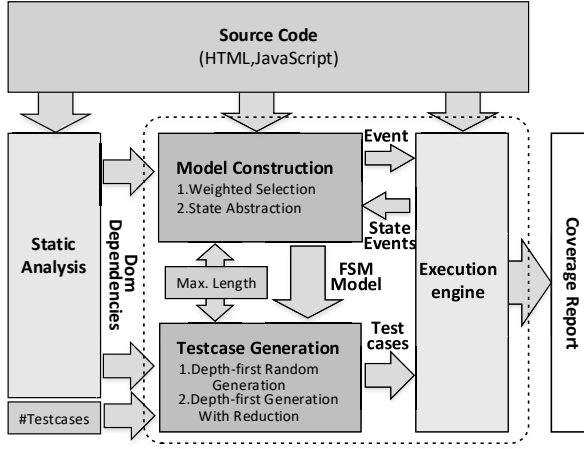 Source Code
(HTML,JavaScript)
Static
Analysis
Dom
Dependencies
#Testcases
Model Construction
1.Weighted Selection
2.State Abstraction
Max. Length
FSM
Model
Testcase Generation
1.Depth-first Random
Generation
2.Depth-first Generation
With Reduction
Event
State
Events
Test
cases
Execution
engine
Coverage Report